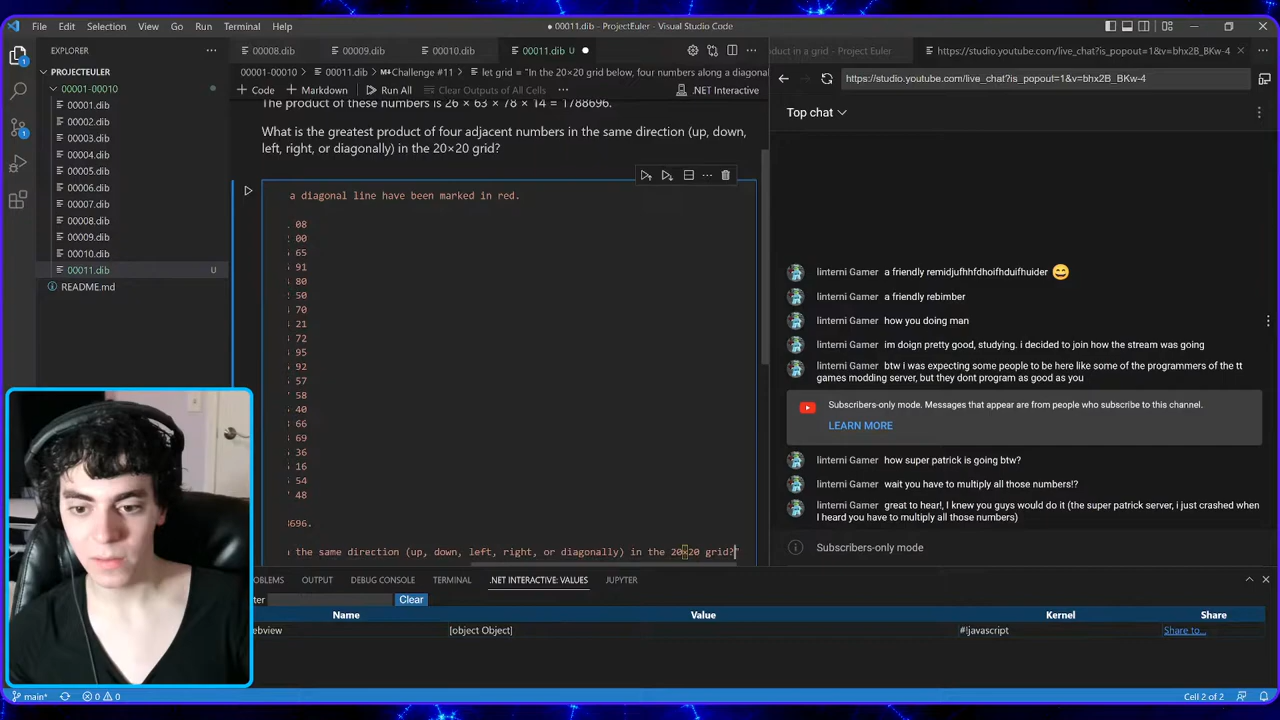 File Edit Selection View Go Run Terminal Help
00011.dib - ProjectEuler - Visual Studio Code
EXPLORER
PROJECTEULER
00001-00010
00001.dib
00002.dib
00003.dib
00004.dib
00005.dib
00006.dib
00007.dib
00008.dib
00009.dib
00010.dib
00011.dib U
README.md
00008.dib 00009.dib 00010.dib 00011.dib U
00001-00010 > 00011.dib > Challenge #11 > let grid = "In the 20×20 grid below, four numbers along a diagonal
+ Code + Markdown Run All Clear Outputs of All Cells ... .NET Interactive
The product of these numbers is 26 × 63 × 78 × 14 = 1788696.
What is the greatest product of four adjacent numbers in the same direction (up, down,
left, right, or diagonally) in the 20×20 grid?
a diagonal line have been marked in red.
08
00
65
91
80
50
70
21
72
95
92
57
58
40
66
69
36
16
54
48
8696.
the same direction (up, down, left, right, or diagonally) in the 20×20 grid?"
OUTPUT DEBUG CONSOLE TERMINAL .NET INTERACTIVE: VALUES JUPYTER
Clear
Name Value Kernel Share
[object Object] #!javascript Share to...
main* 0 0
Cell 2 of 2
oduct in a grid - Project Euler
https://studio.youtube.com/live_chat?is_popout=1&v=bhx2B_BKw-4
https://studio.youtube.com/live_chat?is_popout=1&v=bhx2B_BKw-4
Top chat
linterni Gamer a friendly remidjufhhfdhoifhduifhuider 😄
linterni Gamer a friendly rebimber
linterni Gamer how you doing man
linterni Gamer im doign pretty good, studying. i decided to join how the stream was going
linterni Gamer btw i was expecting some people to be here like some of the programmers of the tt
games modding server, but they dont program as good as you
Subscribers-only mode. Messages that appear are from people who subscribe to this channel.
LEARN MORE
linterni Gamer how super patrick is going btw?
linterni Gamer wait you have to multiply all those numbers!?
linterni Gamer great to hear!, I knew you guys would do it (the super patrick server, i just crashed when
I heard you have to multiply all those numbers)
Subscribers-only mode